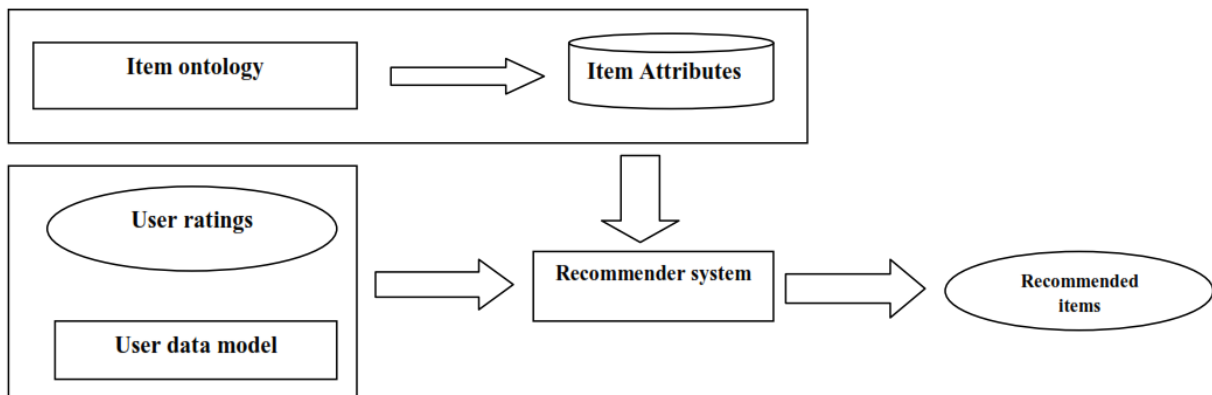 Item ontology
Item Attributes
User ratings
Recommender system
Recommended
items
User data model